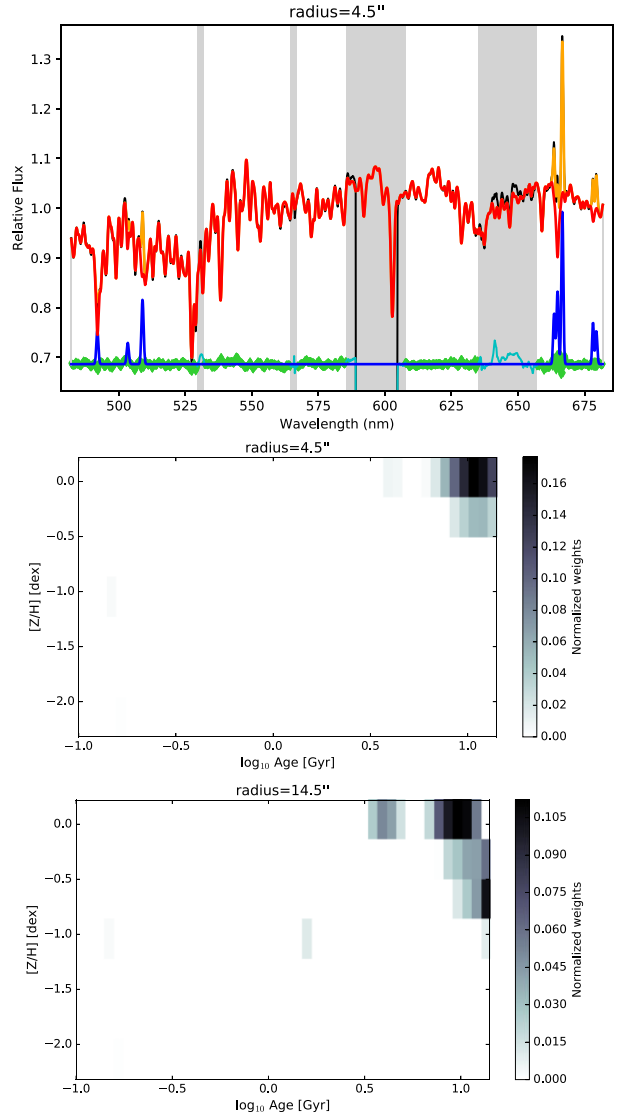 radius=4.5"
1.3
1.2
1.1
1.0
0.9
0.8
0.7
Relative Flux
500 525 550 575 600 625 650 675
Wavelength (nm)
radius=4.5"
0.0
−0.5
−1.0
−1.5
−2.0
[Z/H] [dex]
−1.0 −0.5 0.0 0.5 1.0
log₁₀ Age [Gyr]
0.16
0.14
0.12
0.10
0.08
0.06
0.04
0.02
0.00
Normalized weights
radius=14.5"
0.0
−0.5
−1.0
−1.5
−2.0
[Z/H] [dex]
−1.0 −0.5 0.0 0.5 1.0
log₁₀ Age [Gyr]
0.105
0.090
0.075
0.060
0.045
0.030
0.015
0.000
Normalized weights